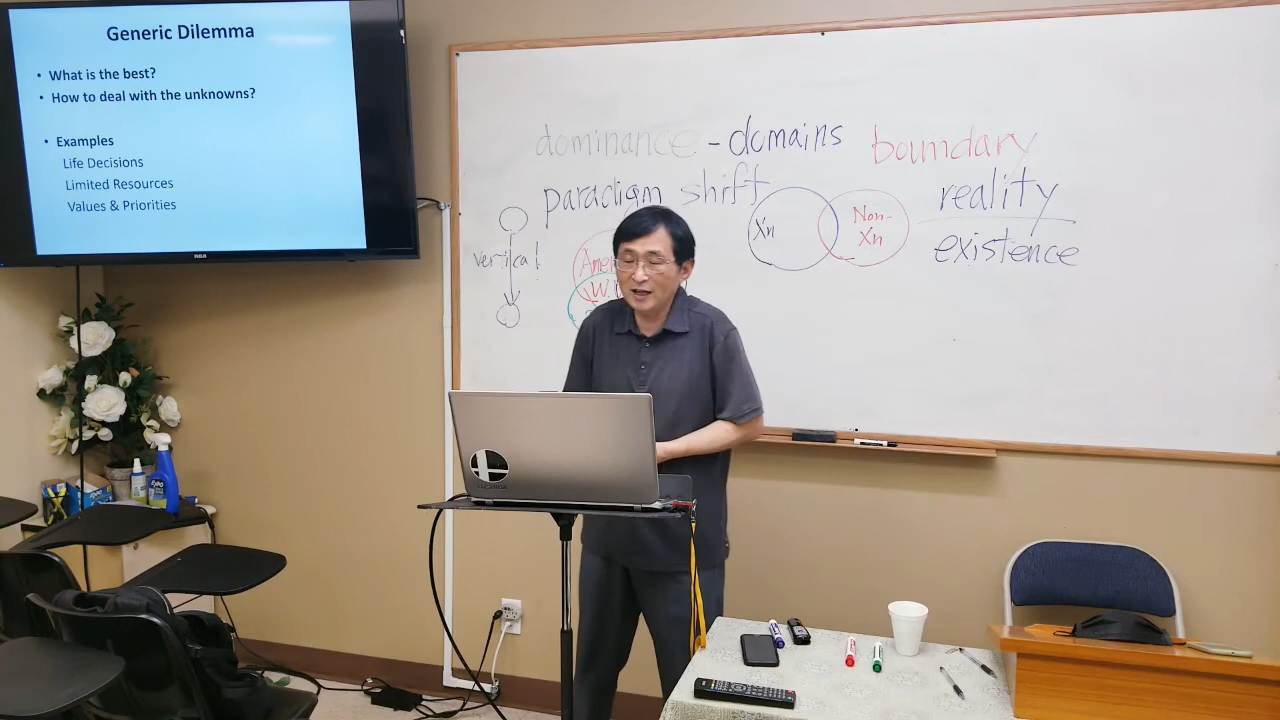 Generic Dilemma
• What is the best?
• How to deal with the unknowns?
• Examples
Life Decisions
Limited Resources
Values & Priorities
RCA
dominance - domains boundary
paradigm shift
Xn
Non-
Xn
reality
existence
vertical
EXPO